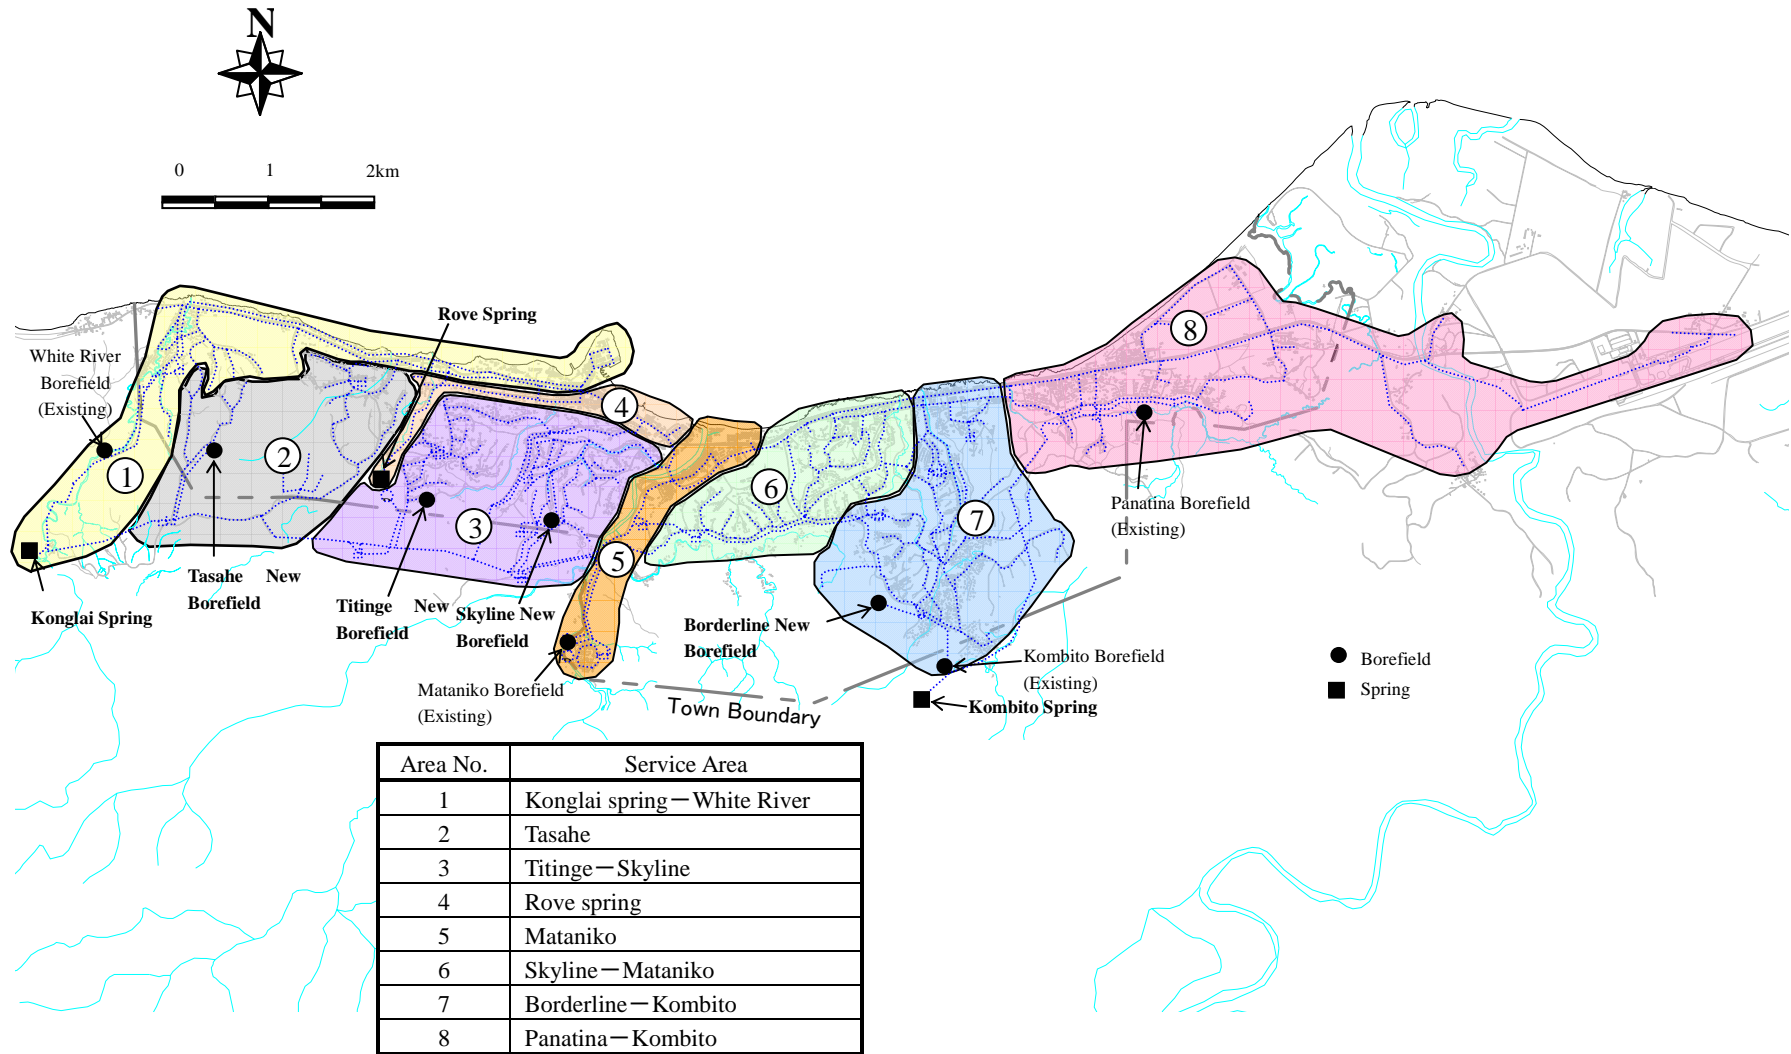 N
0 1 2km
Rove Spring
White River
Borefield
(Existing)
1
2
3
4
5
6
7
8
Konglai Spring
Tasahe New
Borefield
Titinge New
Borefield
Skyline New
Borefield
Mataniko Borefield
(Existing)
Borderline New
Borefield
Kombito Borefield
(Existing)
Kombito Spring
Panatina Borefield
(Existing)
Town Boundary
Borefield
Spring
Area No. Service Area
1 Konglai spring－White River
2 Tasahe
3 Titinge－Skyline
4 Rove spring
5 Mataniko
6 Skyline－Mataniko
7 Borderline－Kombito
8 Panatina－Kombito